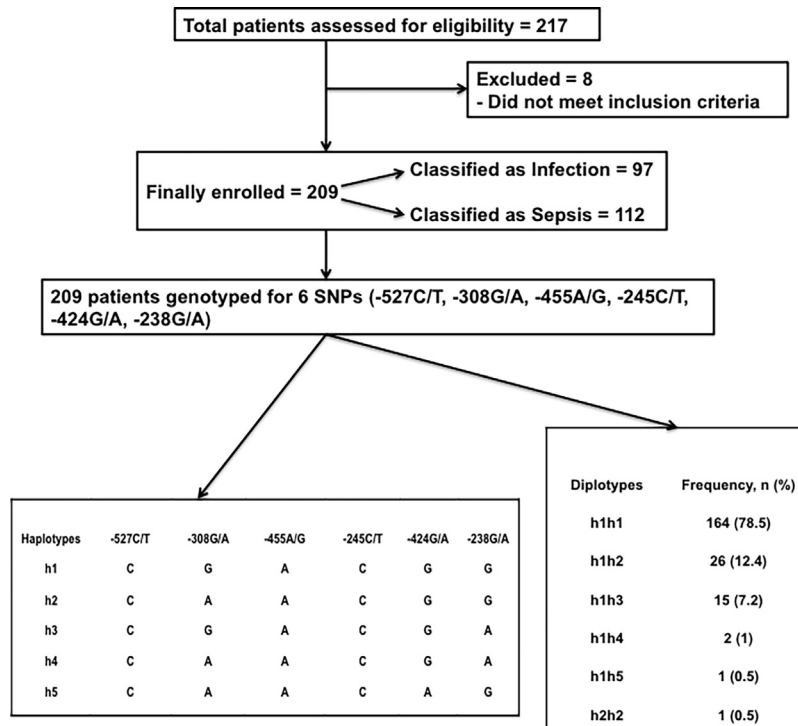 Total patients assessed for eligibility = 217
Excluded = 8
- Did not meet inclusion criteria
Classified as Infection = 97
Finally enrolled = 209
Classified as Sepsis = 112
209 patients genotyped for 6 SNPs (-527C/T, -308G/A, -455A/G, -245C/T,
-424G/A, -238G/A)
Haplotypes -527C/T -308G/A -455A/G -245C/T -424G/A -238G/A
h1 C G A C G G
h2 C A A C G G
h3 C G A C G A
h4 C A A C G A
h5 C A A C A G
Diplotypes Frequency, n (%)
h1h1 164 (78.5)
h1h2 26 (12.4)
h1h3 15 (7.2)
h1h4 2 (1)
h1h5 1 (0.5)
h2h2 1 (0.5)